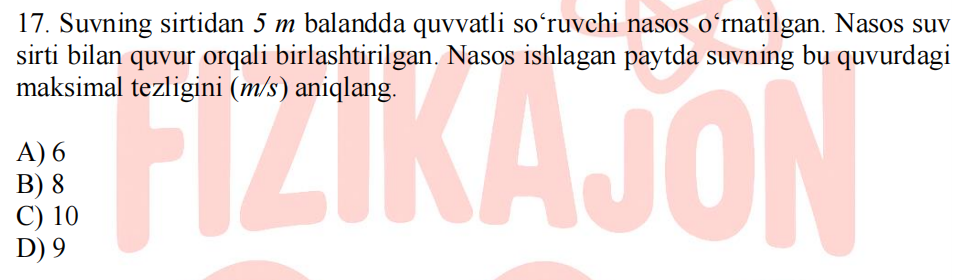 17. Suvning sirtidan 5 m balandda quvvatli so‘ruvchi nasos o‘rnatilgan. Nasos suv
sirti bilan quvur orqali birlashtirilgan. Nasos ishlagan paytda suvning bu quvurdagi
maksimal tezligini (m/s) aniqlang.
A) 6
B) 8
C) 10
D) 9
FIZIKAJON